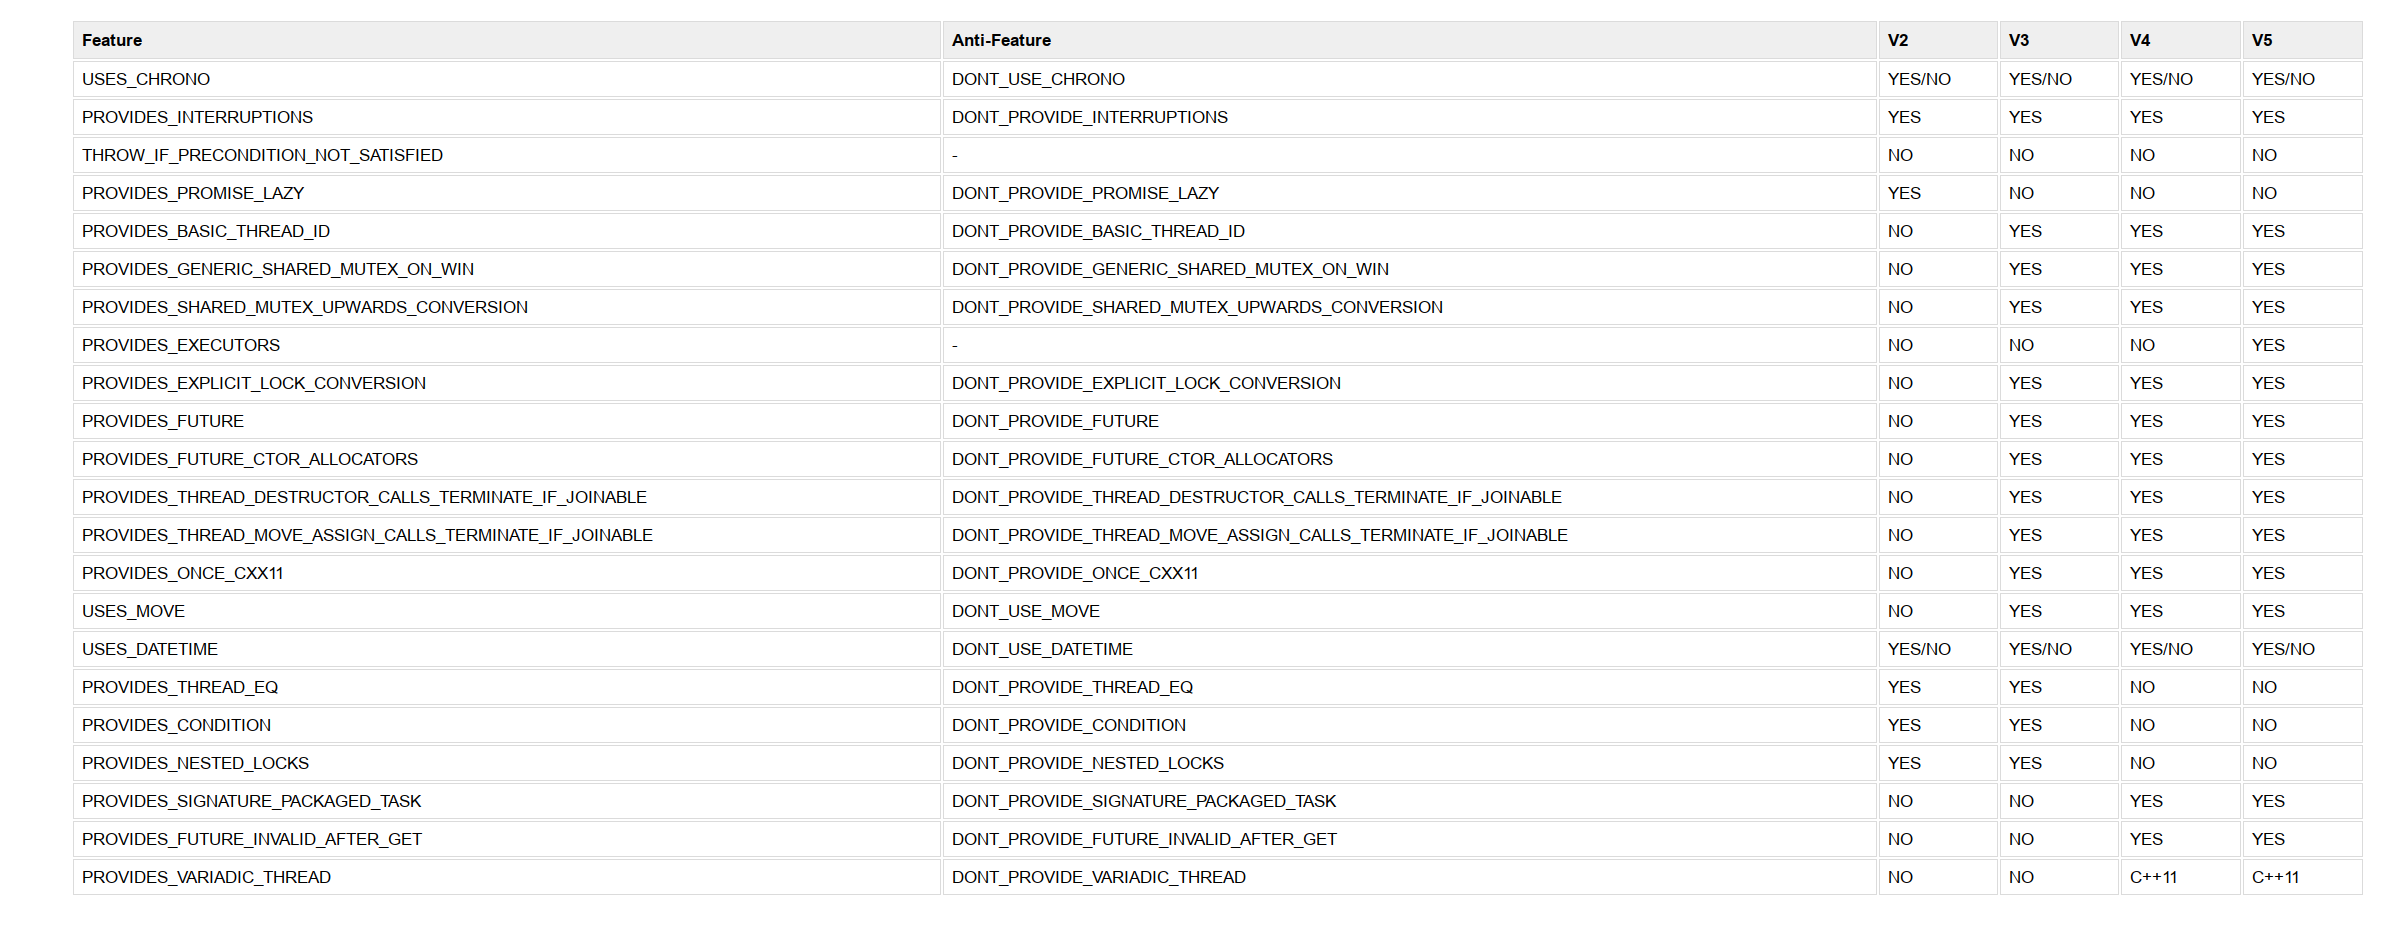 Feature Anti-Feature V2 V3 V4 V5
USES_CHRONO DONT_USE_CHRONO YES/NO YES/NO YES/NO YES/NO
PROVIDES_INTERRUPTIONS DONT_PROVIDE_INTERRUPTIONS YES YES YES YES
THROW_IF_PRECONDITION_NOT_SATISFIED - NO NO NO NO
PROVIDES_PROMISE_LAZY DONT_PROVIDE_PROMISE_LAZY YES NO NO NO
PROVIDES_BASIC_THREAD_ID DONT_PROVIDE_BASIC_THREAD_ID NO YES YES YES
PROVIDES_GENERIC_SHARED_MUTEX_ON_WIN DONT_PROVIDE_GENERIC_SHARED_MUTEX_ON_WIN NO YES YES YES
PROVIDES_SHARED_MUTEX_UPWARDS_CONVERSION DONT_PROVIDE_SHARED_MUTEX_UPWARDS_CONVERSION NO YES YES YES
PROVIDES_EXECUTORS - NO NO NO YES
PROVIDES_EXPLICIT_LOCK_CONVERSION DONT_PROVIDE_EXPLICIT_LOCK_CONVERSION NO YES YES YES
PROVIDES_FUTURE DONT_PROVIDE_FUTURE NO YES YES YES
PROVIDES_FUTURE_CTOR_ALLOCATORS DONT_PROVIDE_FUTURE_CTOR_ALLOCATORS NO YES YES YES
PROVIDES_THREAD_DESTRUCTOR_CALLS_TERMINATE_IF_JOINABLE DONT_PROVIDE_THREAD_DESTRUCTOR_CALLS_TERMINATE_IF_JOINABLE NO YES YES YES
PROVIDES_THREAD_MOVE_ASSIGN_CALLS_TERMINATE_IF_JOINABLE DONT_PROVIDE_THREAD_MOVE_ASSIGN_CALLS_TERMINATE_IF_JOINABLE NO YES YES YES
PROVIDES_ONCE_CXX11 DONT_PROVIDE_ONCE_CXX11 NO YES YES YES
USES_MOVE DONT_USE_MOVE NO YES YES YES
USES_DATETIME DONT_USE_DATETIME YES/NO YES/NO YES/NO YES/NO
PROVIDES_THREAD_EQ DONT_PROVIDE_THREAD_EQ YES YES NO NO
PROVIDES_CONDITION DONT_PROVIDE_CONDITION YES YES NO NO
PROVIDES_NESTED_LOCKS DONT_PROVIDE_NESTED_LOCKS YES YES NO NO
PROVIDES_SIGNATURE_PACKAGED_TASK DONT_PROVIDE_SIGNATURE_PACKAGED_TASK NO NO YES YES
PROVIDES_FUTURE_INVALID_AFTER_GET DONT_PROVIDE_FUTURE_INVALID_AFTER_GET NO NO YES YES
PROVIDES_VARIADIC_THREAD DONT_PROVIDE_VARIADIC_THREAD NO NO C++11 C++11